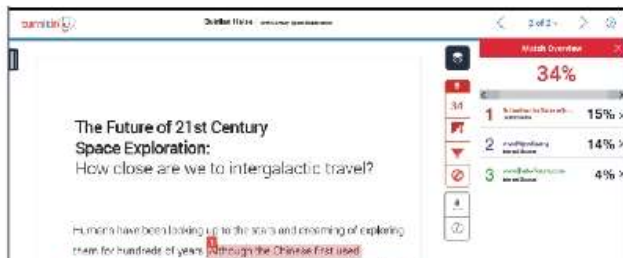 turnitin
2 of 2
Match Overview
34%
34
1 15%
2 14%
3 4%
The Future of 21st Century
Space Exploration:
How close are we to intergalactic travel?
Humans have been looking up to the stars and dreaming of exploring
them for hundreds of years. Although the Chinese first used